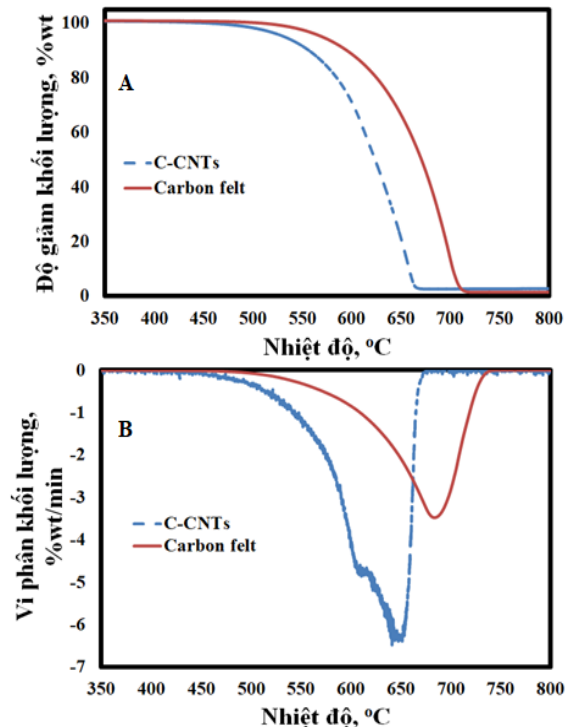 Độ giảm khối lượng, %wt
100
80
60
40
20
0
A
C-CNTs
Carbon felt
350 400 450 500 550 600 650 700 750 800
Nhiệt độ, °C
Vi phân khối lượng,
%wt/min
0
-1
-2
-3
-4
-5
-6
-7
B
C-CNTs
Carbon felt
350 400 450 500 550 600 650 700 750 800
Nhiệt độ, °C